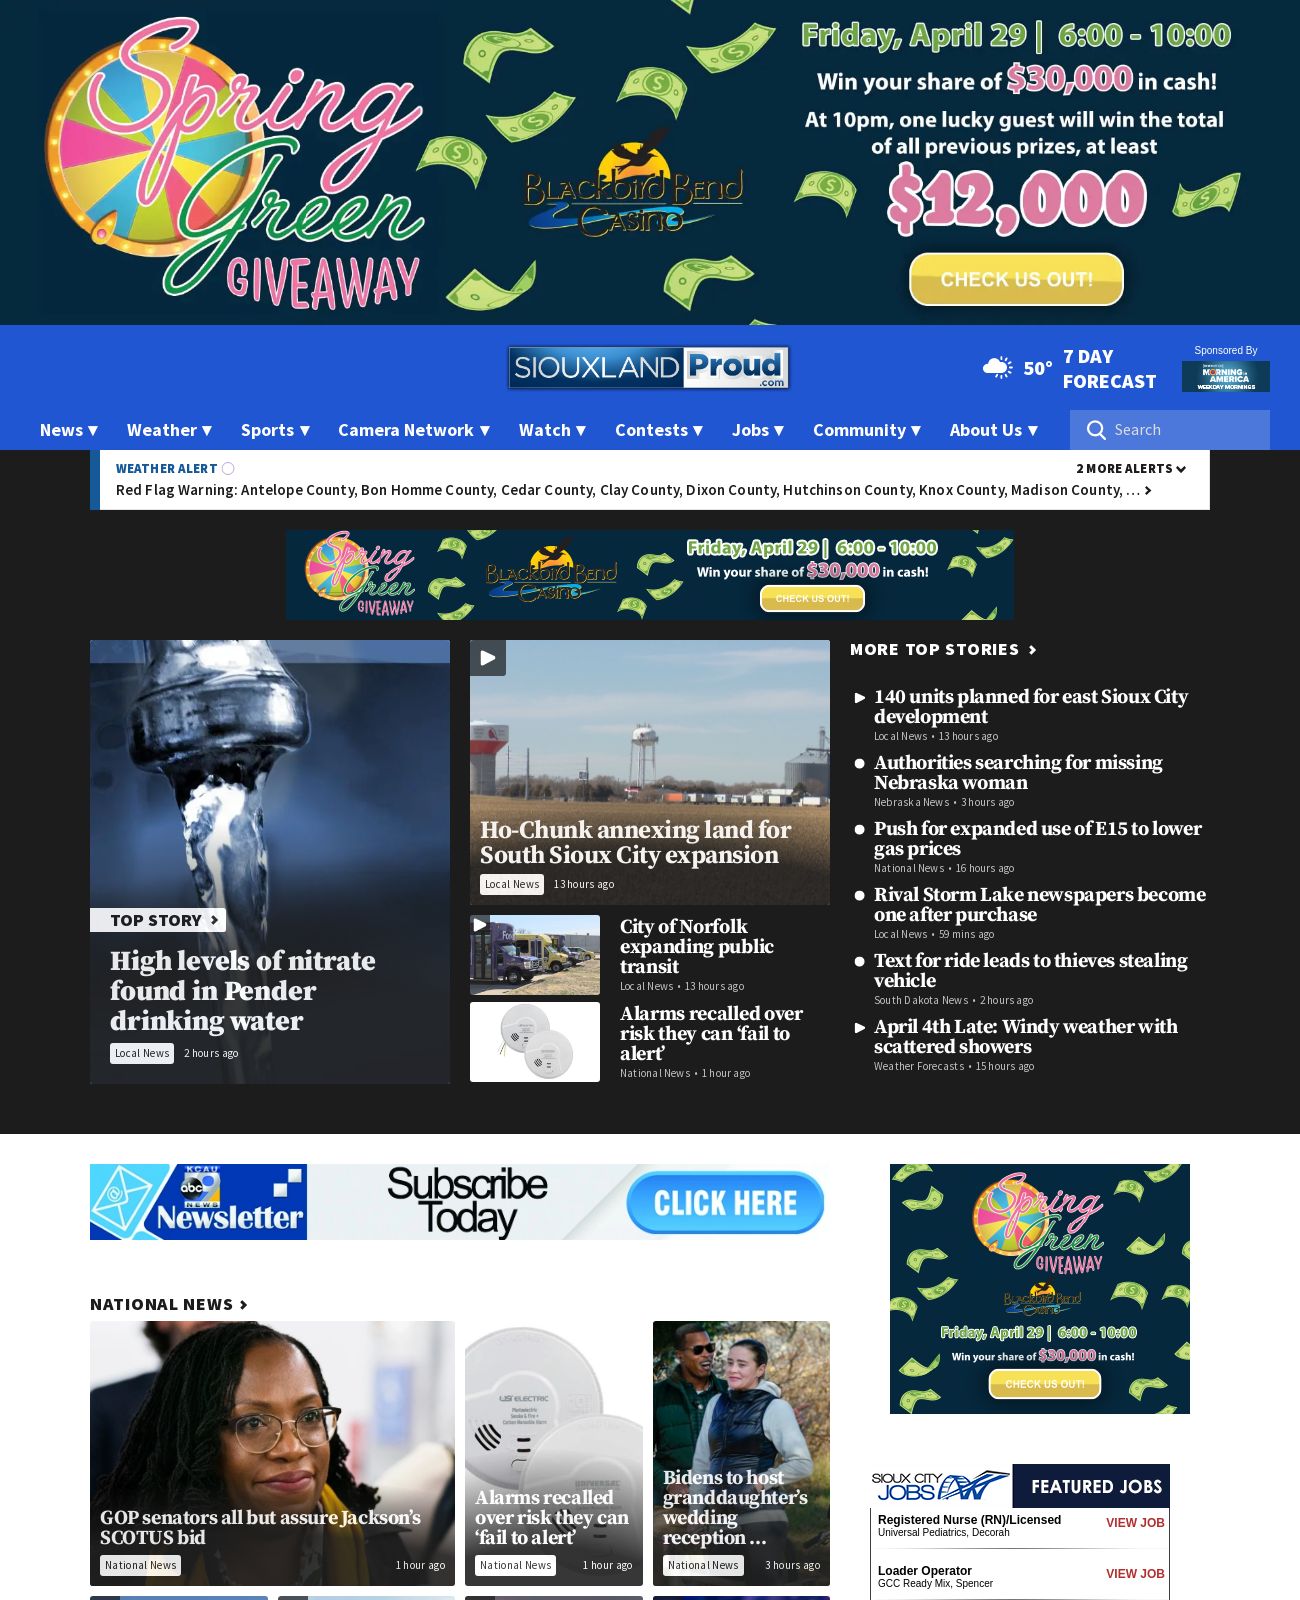 Spring
Green
GIVEAWAY
BLACKBIRD BEND
CASINO
Friday, April 29 | 6:00 - 10:00
Win your share of $30,000 in cash!
At 10pm, one lucky guest will win the total
of all previous prizes, at least
$12,000
CHECK US OUT!
SIOUXLAND Proud
.com
50°
7 DAY
FORECAST
Sponsored By
MORNING IN
AMERICA
WEEKDAY MORNINGS
News ▼ Weather ▼ Sports ▼ Camera Network ▼ Watch ▼ Contests ▼ Jobs ▼ Community ▼ About Us ▼
Search
WEATHER ALERT
2 MORE ALERTS
Red Flag Warning: Antelope County, Bon Homme County, Cedar County, Clay County, Dixon County, Hutchinson County, Knox County, Madison County, …
Spring
Green
GIVEAWAY
BLACKBIRD BEND
CASINO
Friday, April 29 | 6:00 - 10:00
Win your share of $30,000 in cash!
CHECK US OUT!
TOP STORY
High levels of nitrate
found in Pender
drinking water
Local News 2 hours ago
Ho-Chunk annexing land for
South Sioux City expansion
Local News 13 hours ago
City of Norfolk
expanding public
transit
Local News • 13 hours ago
Alarms recalled over
risk they can ‘fail to
alert’
National News • 1 hour ago
MORE TOP STORIES
140 units planned for east Sioux City
development
Local News • 13 hours ago
Authorities searching for missing
Nebraska woman
Nebraska News • 3 hours ago
Push for expanded use of E15 to lower
gas prices
National News • 16 hours ago
Rival Storm Lake newspapers become
one after purchase
Local News • 59 mins ago
Text for ride leads to thieves stealing
vehicle
South Dakota News • 2 hours ago
April 4th Late: Windy weather with
scattered showers
Weather Forecasts • 15 hours ago
KCAU
abc 9
NEWS
Newsletter
Subscribe
Today
CLICK HERE
Spring
Green
GIVEAWAY
Blackbird Bend
Casino
Friday, April 29 | 6:00 - 10:00
Win your share of $30,000 in cash!
CHECK US OUT!
NATIONAL NEWS
GOP senators all but assure Jackson’s
SCOTUS bid
National News 1 hour ago
USI ELECTRIC
UNIVERSAL
Alarms recalled
over risk they can
‘fail to alert’
National News 1 hour ago
Bidens to host
granddaughter’s
wedding
reception …
National News 3 hours ago
SIOUX CITY
JOBS
FEATURED JOBS
Registered Nurse (RN)/Licensed
Universal Pediatrics, Decorah
VIEW JOB
Loader Operator
GCC Ready Mix, Spencer
VIEW JOB